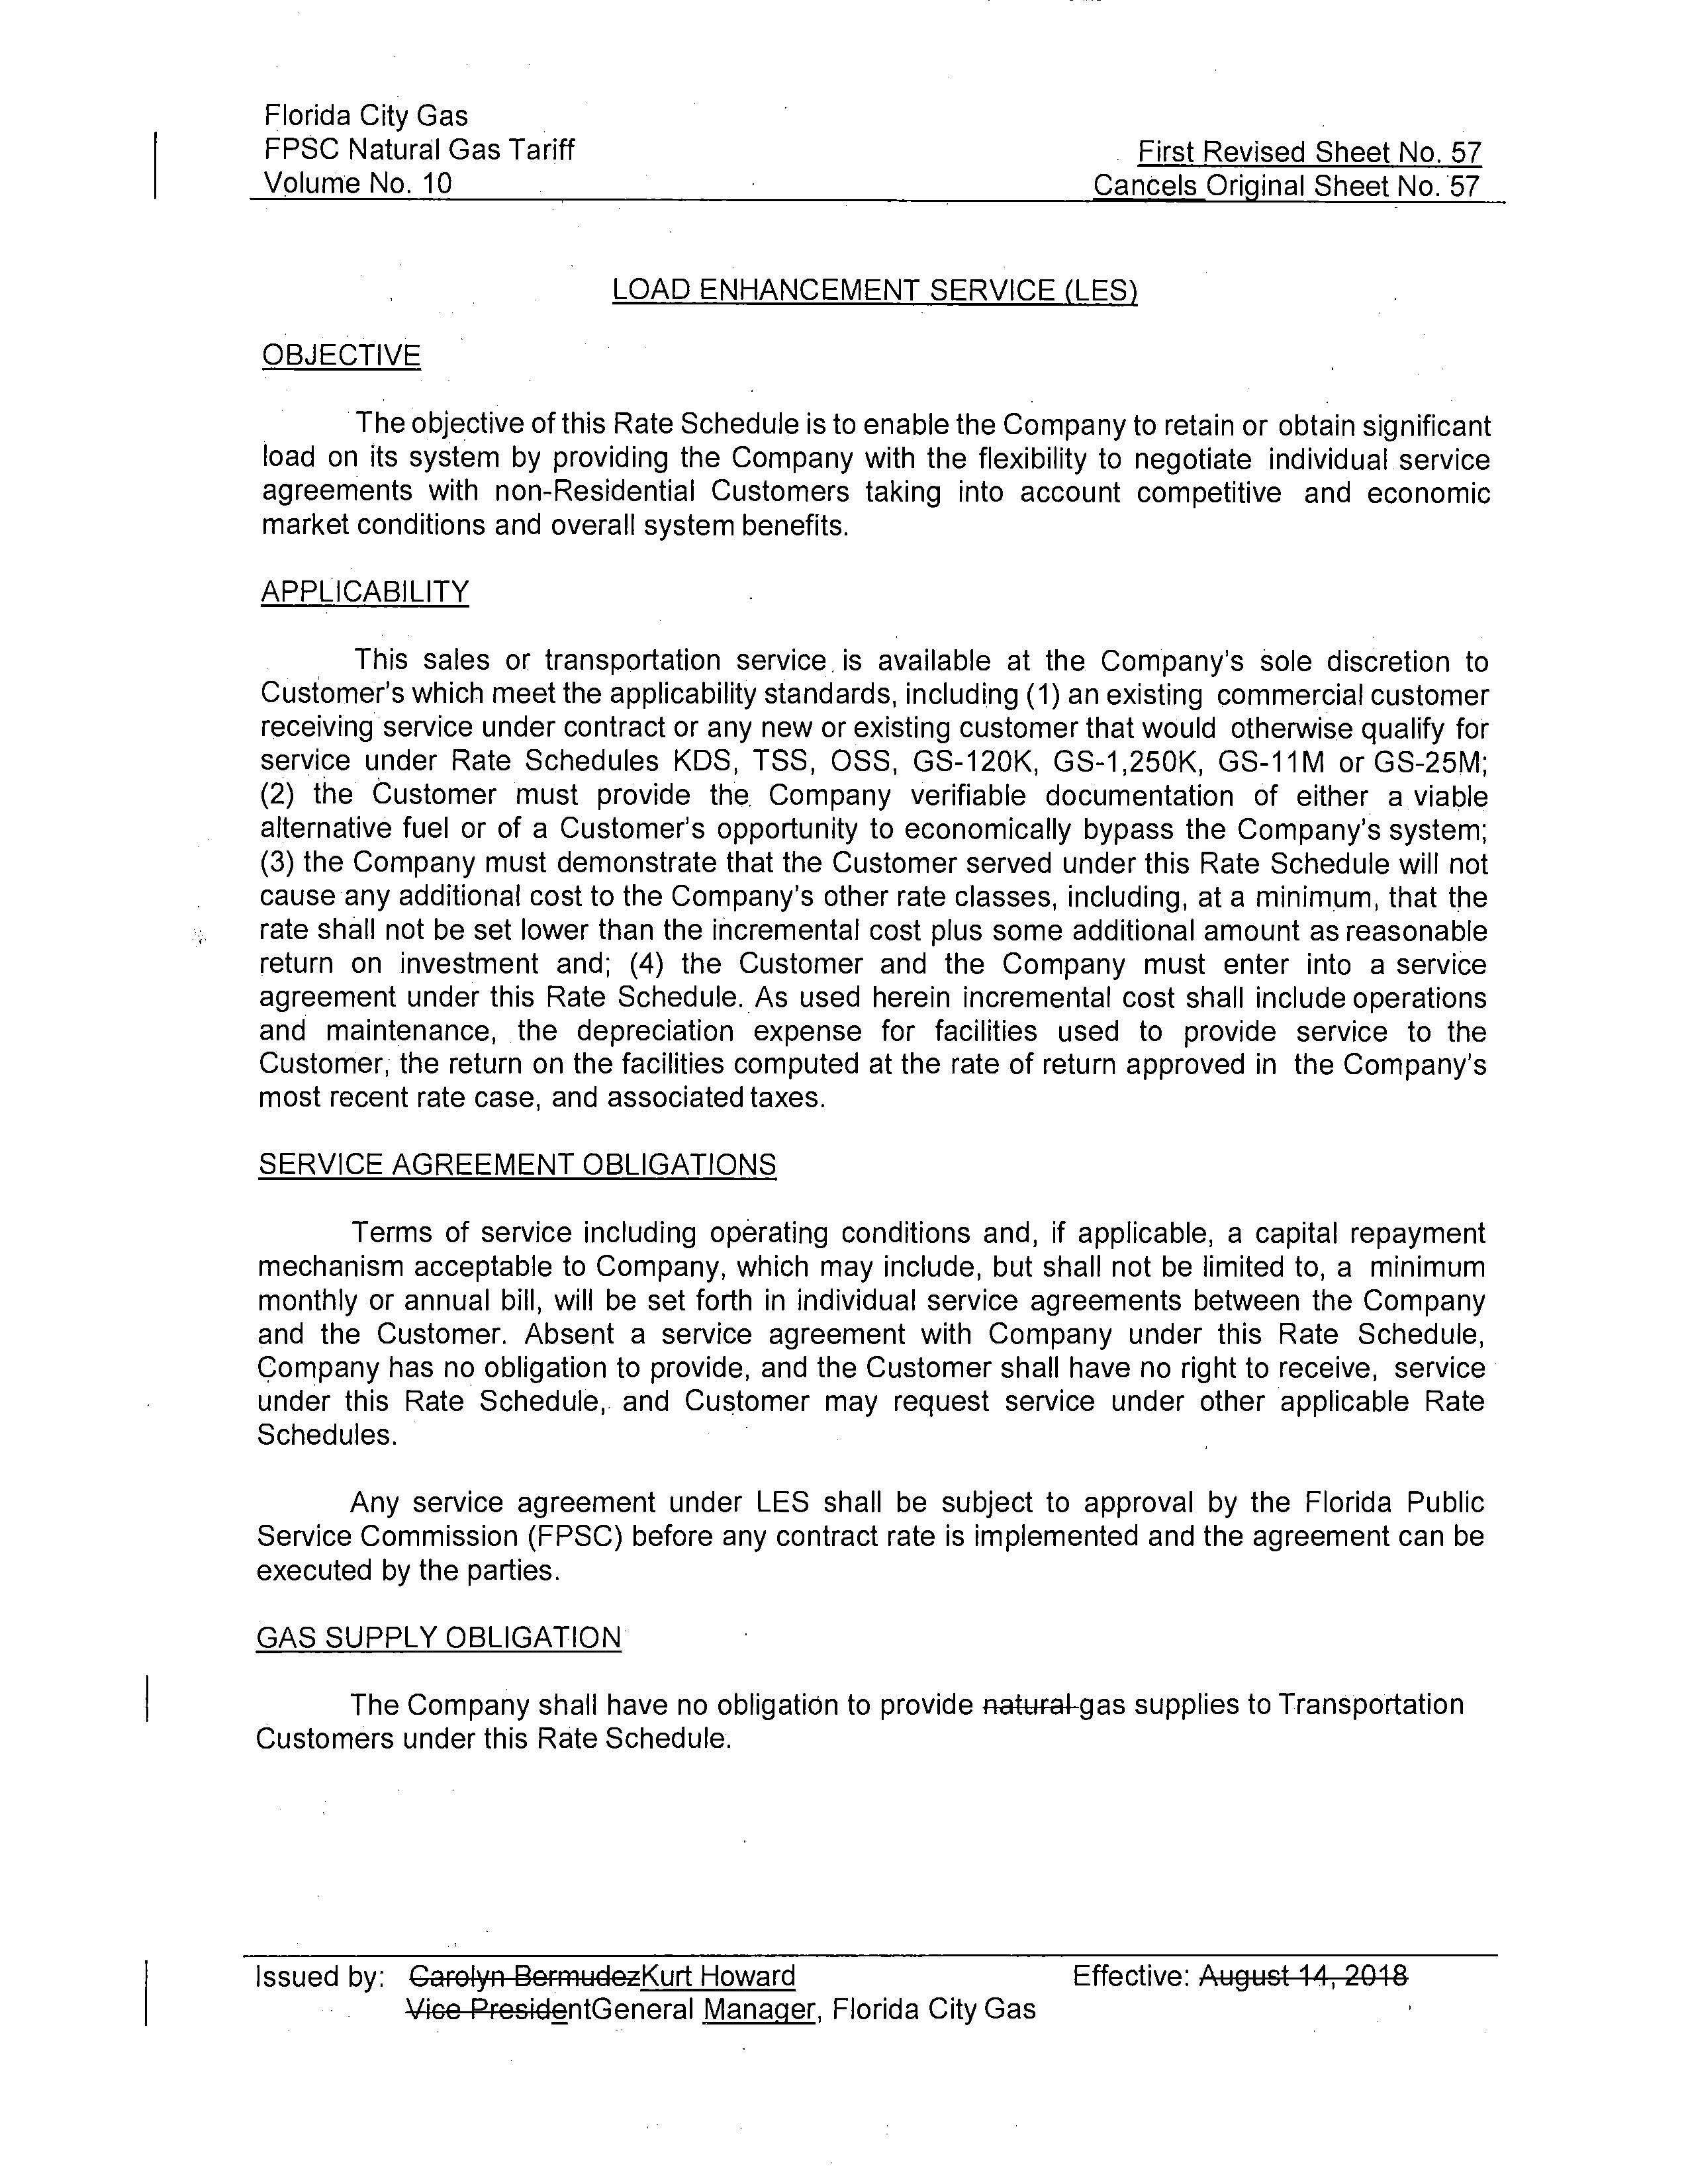 Florida City Gas
FPSC Natural Gas Tariff
First Revised Sheet No. 57
Volume No. 10
Cancels Original Sheet No. 57
LOAD ENHANCEMENT SERVICE (LES)
OBJECTIVE
The objective of this Rate Schedule is to enable the Company to retain or obtain significant
load on its system by providing the Company with the flexibility to negotiate individual service
agreements with non-Residential Customers taking into account competitive and economic
market conditions and overall system benefits.
APPLICABILITY
This sales or transportation service is available at the Company's sole discretion to
Customer's which meet the applicability standards, including (1) an existing commercial customer
receiving service under contract or any new or existing customer that would otherwise qualify for
service under Rate Schedules KDS, TSS, OSS, GS-120K, GS-1,250K, GS-11M or GS-25M;
(2) the Customer must provide the Company verifiable documentation of either a viable
alternative fuel or of a Customer's opportunity to economically bypass the Company's system;
(3) the Company must demonstrate that the Customer served under this Rate Schedule will not
cause any additional cost to the Company's other rate classes, including, at a minimum, that the
rate shall not be set lower than the incremental cost plus some additional amount as reasonable
return on investment and; (4) the Customer and the Company must enter into a service
agreement under this Rate Schedule. As used herein incremental cost shall include operations
and maintenance, the depreciation expense for facilities used to provide service to the
Customer, the return on the facilities computed at the rate of return approved in the Company's
most recent rate case, and associated taxes.
SERVICE AGREEMENT OBLIGATIONS
Terms of service including operating conditions and, if applicable, a capital repayment
mechanism acceptable to Company, which may include, but shall not be limited to, a minimum
monthly or annual bill, will be set forth in individual service agreements between the Company
and the Customer. Absent a service agreement with Company under this Rate Schedule,
Company has no obligation to provide, and the Customer shall have no right to receive, service
under this Rate Schedule, and Customer may request service under other applicable Rate
Schedules.
Any service agreement under LES shall be subject to approval by the Florida Public
Service Commission (FPSC) before any contract rate is implemented and the agreement can be
executed by the parties.
GAS SUPPLY OBLIGATION
The Company shall have no obligation to provide natural gas supplies to Transportation
Customers under this Rate Schedule.
Issued by: Carolyn BermudezKurt Howard Effective: August 14, 2018
Vice PresidentGeneral Manager, Florida City Gas